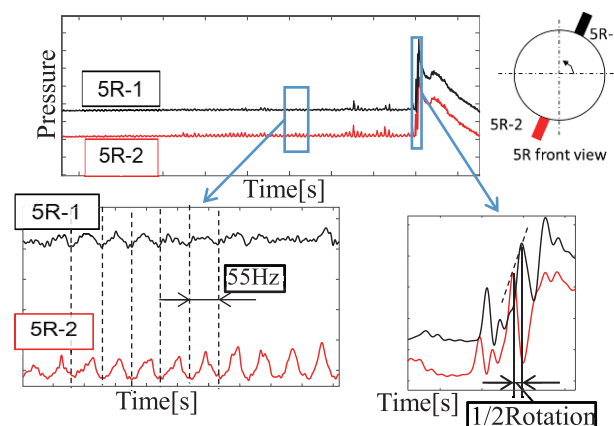 Pressure
5R-1
5R-2
Time[s]
5R-
5R-2
5R front view
5R-1
55Hz
5R-2
Time[s]
Time[s]
1/2Rotation